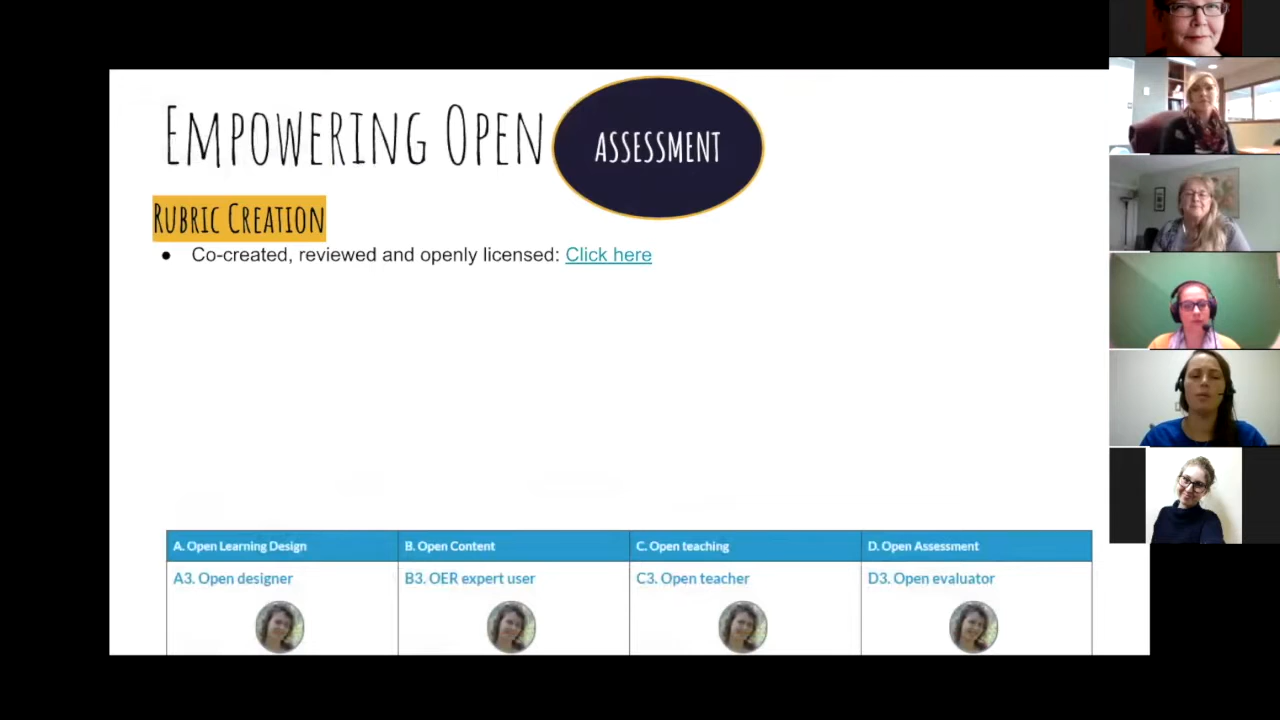 EMPOWERING OPEN ASSESSMENT
RUBRIC CREATION
● Co-created, reviewed and openly licensed: Click here
A. Open Learning Design B. Open Content C. Open teaching D. Open Assessment
A3. Open designer B3. OER expert user C3. Open teacher D3. Open evaluator